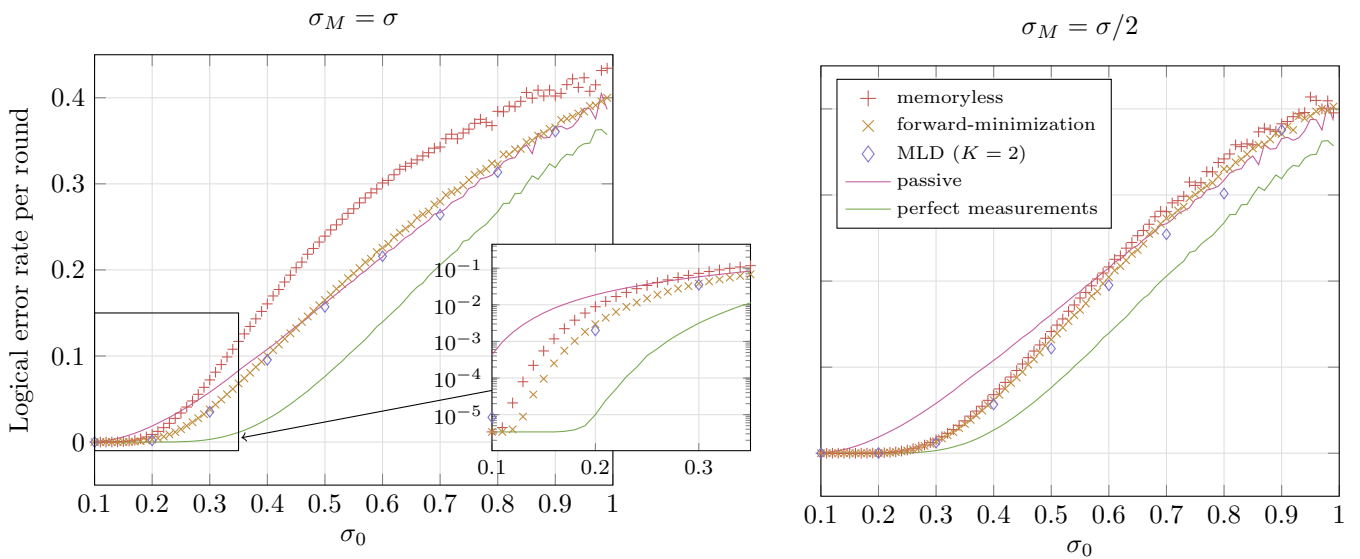 σ_M = σ
Logical error rate per round
0.4
0.3
0.2
0.1
0
0.1 0.2 0.3 0.4 0.5 0.6 0.7 0.8 0.9 1
σ_0
10^{-1}
10^{-2}
10^{-3}
10^{-4}
10^{-5}
0.1 0.2 0.3
σ_M = σ/2
memoryless
forward-minimization
MLD (K = 2)
passive
perfect measurements
0.1 0.2 0.3 0.4 0.5 0.6 0.7 0.8 0.9 1
σ_0